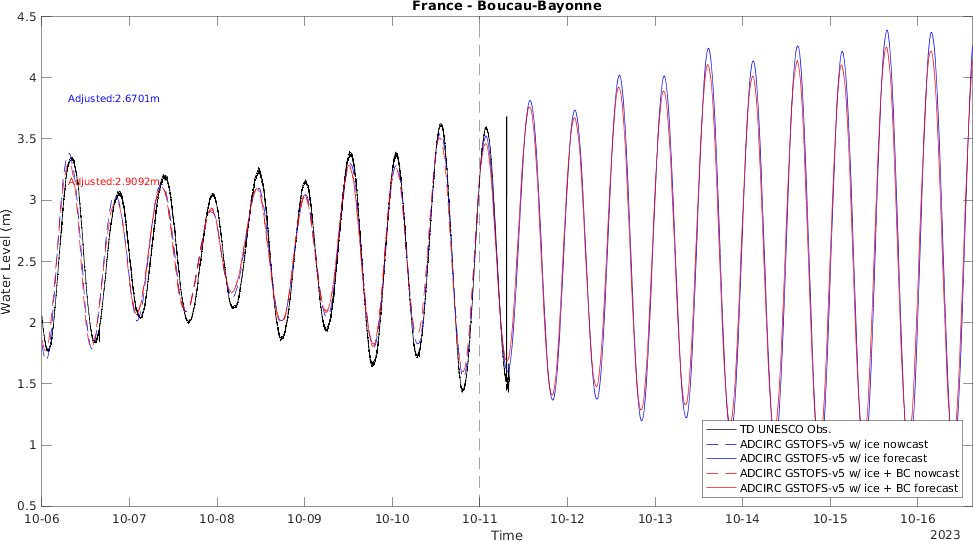 France - Boucau-Bayonne
4.5
4
3.5
3
2.5
2
1.5
1
0.5
Water Level (m)
Adjusted:2.6701m
Adjusted:2.9092m
TD UNESCO Obs.
ADCIRC GSTOFS-v5 w/ ice nowcast
ADCIRC GSTOFS-v5 w/ ice forecast
ADCIRC GSTOFS-v5 w/ ice + BC nowcast
ADCIRC GSTOFS-v5 w/ ice + BC forecast
10-06 10-07 10-08 10-09 10-10 10-11 10-12 10-13 10-14 10-15 10-16
Time
2023